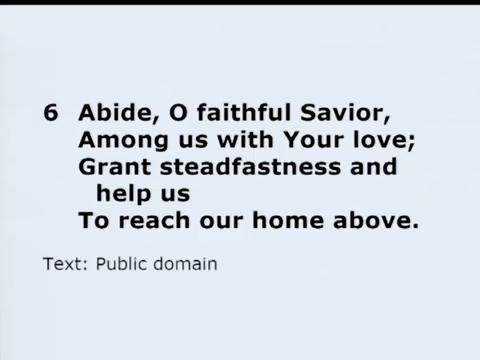 6 Abide, O faithful Savior,
Among us with Your love;
Grant steadfastness and
help us
To reach our home above.
Text: Public domain